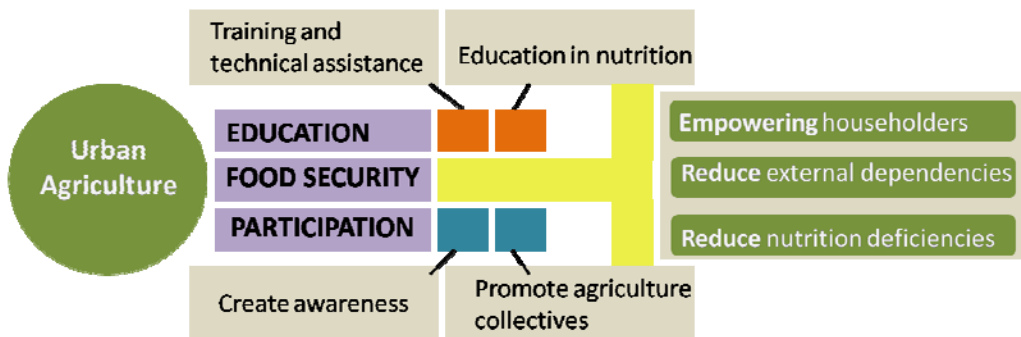 Training and
technical assistance
Education in nutrition
Urban
Agriculture
EDUCATION
FOOD SECURITY
PARTICIPATION
Empowering householders
Reduce external dependencies
Reduce nutrition deficiencies
Create awareness
Promote agriculture
collectives